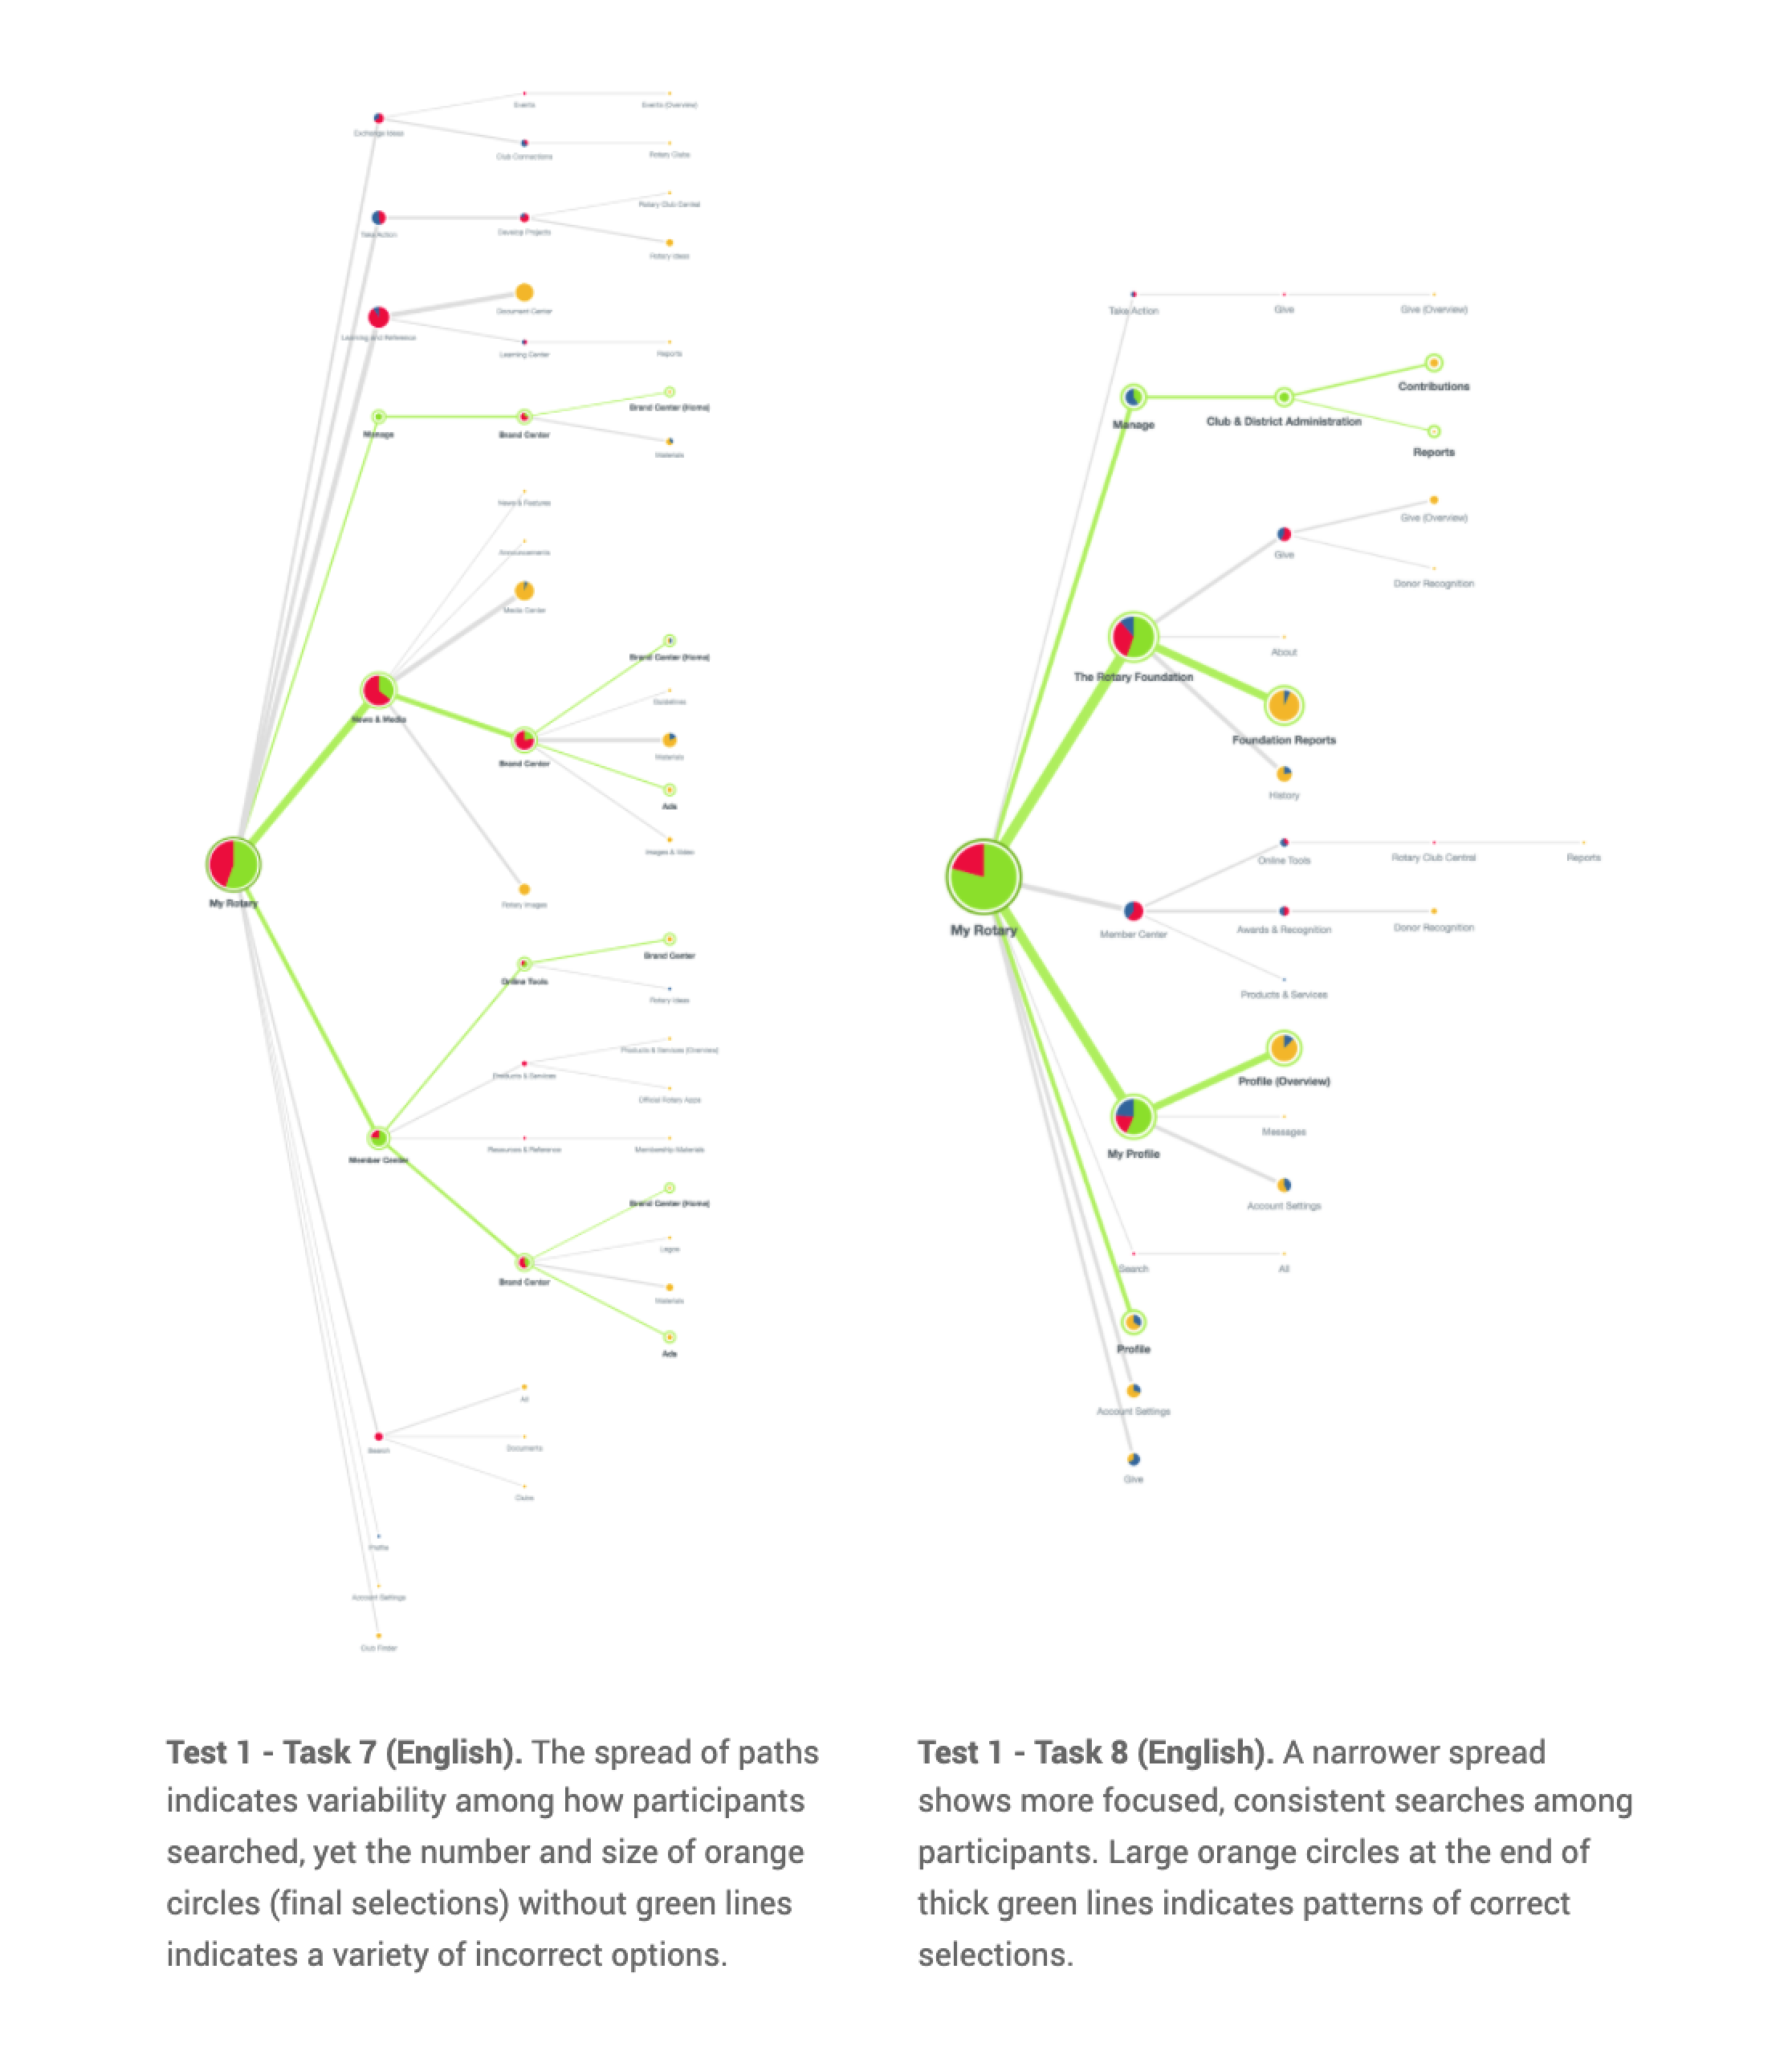 Events
Events (Overview)
Exchange Ideas
Club Connections
Rotary Clubs
Rotary Club Central
Take Action
Develop Projects
Rotary Ideas
Document Center
Learning and Reference
Learning Center
Reports
Brand Center (Home)
Manage
Brand Center
Materials
News & Features
Announcements
Media Center
Brand Center (Home)
Guidelines
News & Media
Brand Center
Materials
Ads
Images & Video
My Rotary
Rotary Images
Brand Center
Online Tools
Rotary Ideas
Products & Services (Overview)
Products & Services
Official Rotary Apps
Member Center
Resources & Reference
Membership Materials
Brand Center (Home)
Logos
Brand Center
Materials
Ads
All
Search
Documents
Clubs
Profile
Account Settings
Club Finder
Take Action
Give
Give (Overview)
Contributions
Manage
Club & District Administration
Reports
Give (Overview)
Give
Donor Recognition
About
The Rotary Foundation
Foundation Reports
History
Online Tools
Rotary Club Central
Reports
My Rotary
Member Center
Awards & Recognition
Donor Recognition
Products & Services
Profile (Overview)
Messages
My Profile
Account Settings
Search
All
Profile
Account Settings
Give
Test 1 - Task 7 (English). The spread of paths
indicates variability among how participants
searched, yet the number and size of orange
circles (final selections) without green lines
indicates a variety of incorrect options.
Test 1 - Task 8 (English). A narrower spread
shows more focused, consistent searches among
participants. Large orange circles at the end of
thick green lines indicates patterns of correct
selections.